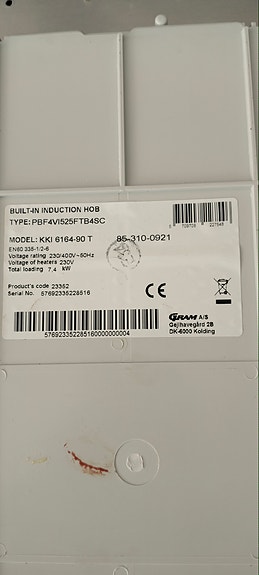 BUILT-IN INDUCTION HOB
TYPE: PBF4VI525FTB4SC
MODEL: KKI 6164-90 T 85-310-0921
EN60 335-1/2-6
Voltage rating 230/400V~50Hz
Voltage of heaters 230V
Total loading 7,4 kW
Product's code 23352
Serial No. 57692335228516
CE
GRAM A/S
Gejlhavegård 2B
DK-6000 Kolding
576923352285160000000004